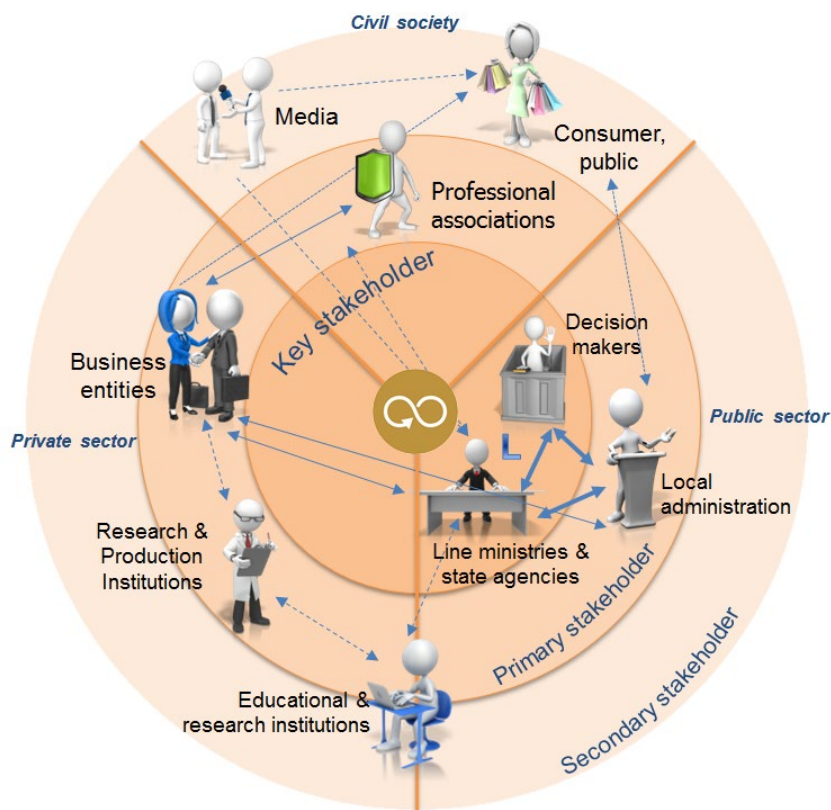 Civil society
Media
Consumer,
public
Professional
associations
Key stakeholder
Decision
makers
Business
entities
Private sector
Public sector
L
Local
administration
Line ministries &
state agencies
Research &
Production
Institutions
Primary stakeholder
Educational &
research institutions
Secondary stakeholder